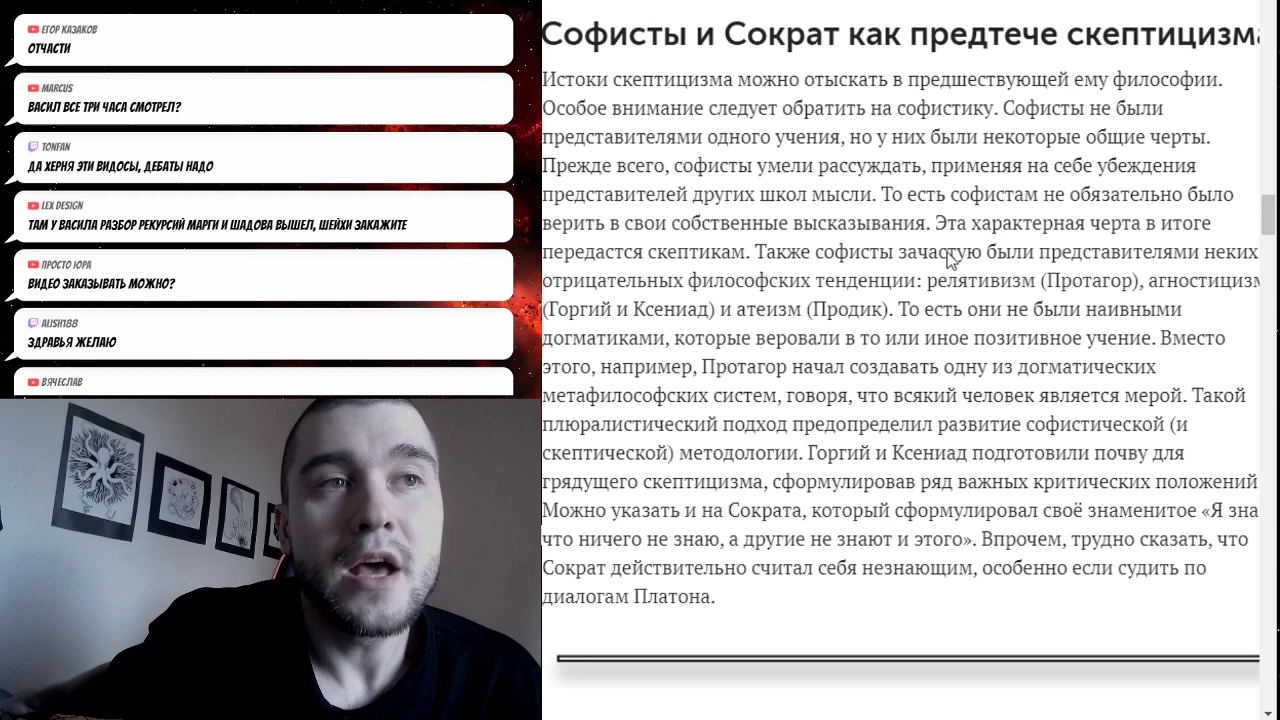 ЕГОР КАЗАКОВ
ОТЧАСТИ
MARCUS
ВАСИЛ ВСЕ ТРИ ЧАСА СМОТРЕЛ?
TONFAN
ДА ХЕРНЯ ЭТИ ВИДОСЫ, ДЕБАТЫ НАДО
LEX DESIGN
ТАМ У ВАСИЛА РАЗБОР РЕКУРСИЙ МАРГИ И ШАДОВА ВЫШЕЛ, ШЕЙХИ ЗАКАЖИТЕ
ПРОСТО ЮРА
ВИДЕО ЗАКАЗЫВАТЬ МОЖНО?
ALISH188
ЗДРАВЬЯ ЖЕЛАЮ
ВЯЧЕСЛАВ
Софисты и Сократ как предтече скептицизма
Истоки скептицизма можно отыскать в предшествующей ему философии.
Особое внимание следует обратить на софистику. Софисты не были
представителями одного учения, но у них были некоторые общие черты.
Прежде всего, софисты умели рассуждать, применяя на себе убеждения
представителей других школ мысли. То есть софистам не обязательно было
верить в свои собственные высказывания. Эта характерная черта в итоге
передастся скептикам. Также софисты зачастую были представителями неких
отрицательных философских тенденции: релятивизм (Протагор), агностицизм
(Горгий и Ксениад) и атеизм (Продик). То есть они не были наивными
догматиками, которые веровали в то или иное позитивное учение. Вместо
этого, например, Протагор начал создавать одну из догматических
метафилософских систем, говоря, что всякий человек является мерой. Такой
плюралистический подход предопределил развитие софистической (и
скептической) методологии. Горгий и Ксениад подготовили почву для
грядущего скептицизма, сформулировав ряд важных критических положений
Можно указать и на Сократа, который сформулировал своё знаменитое «Я зна
что ничего не знаю, а другие не знают и этого». Впрочем, трудно сказать, что
Сократ действительно считал себя незнающим, особенно если судить по
диалогам Платона.